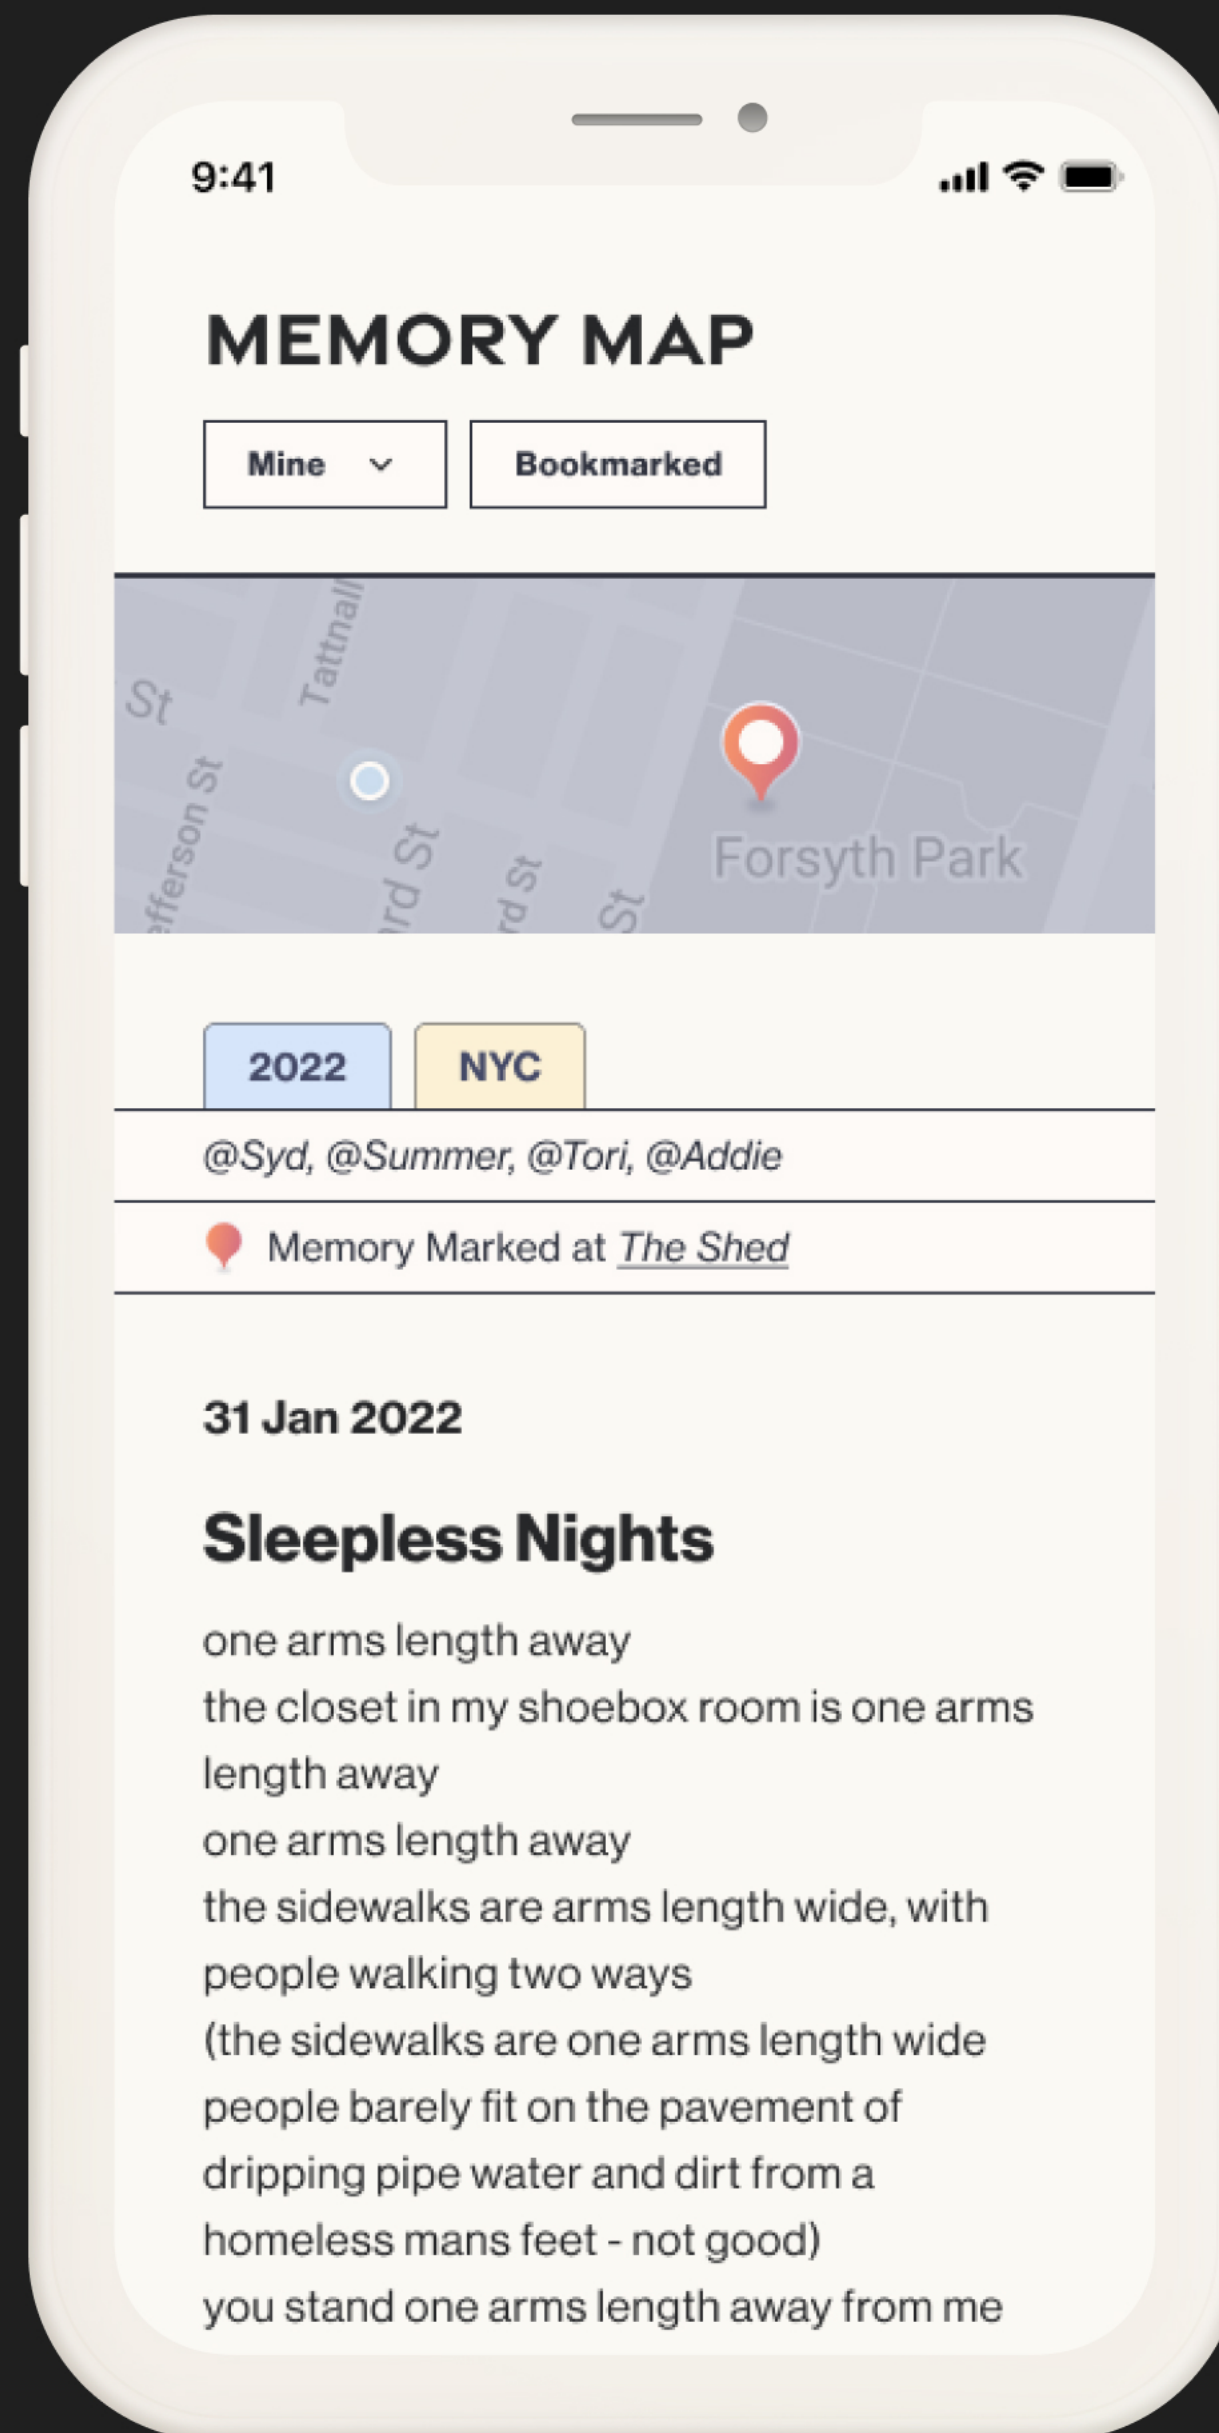 9:41
MEMORY MAP
Mine
Bookmarked
Tattnall
St
efferson St
rd St
rd St
St
Forsyth Park
2022
NYC
@Syd, @Summer, @Tori, @Addie
Memory Marked at The Shed
31 Jan 2022
Sleepless Nights
one arms length away
the closet in my shoebox room is one arms
length away
one arms length away
the sidewalks are arms length wide, with
people walking two ways
(the sidewalks are one arms length wide
people barely fit on the pavement of
dripping pipe water and dirt from a
homeless mans feet - not good)
you stand one arms length away from me